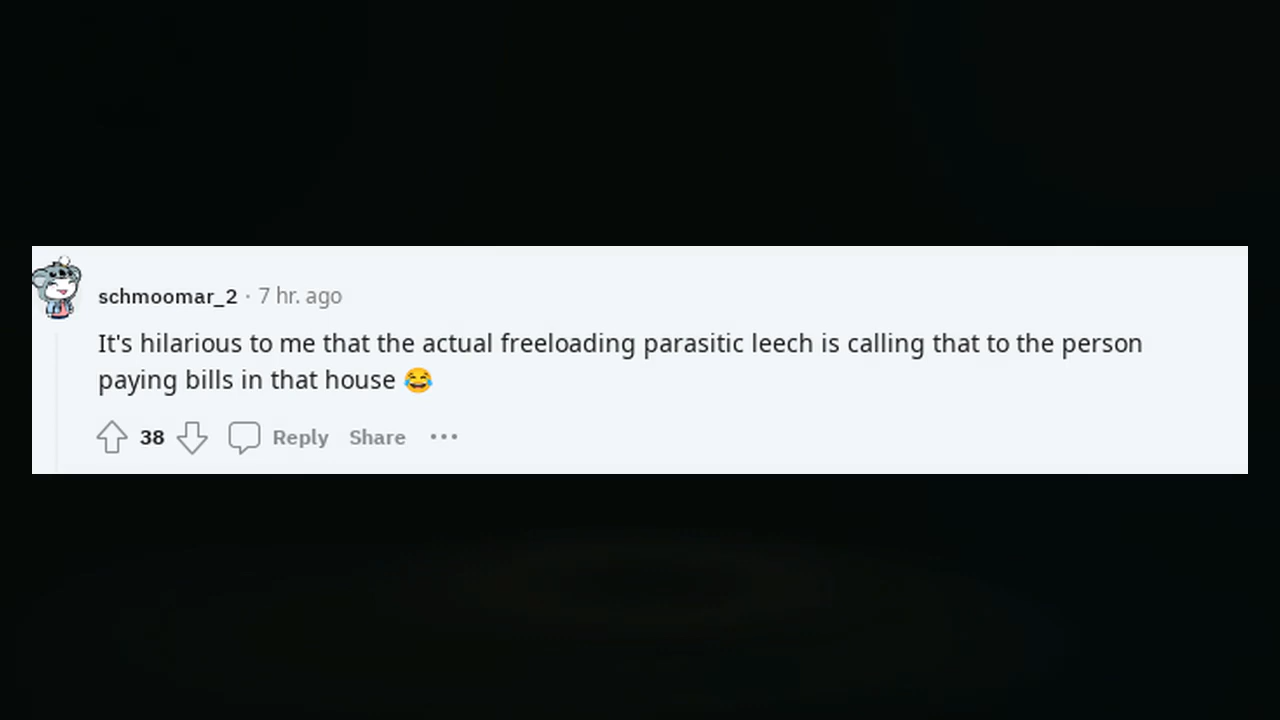 schmoomar_2 · 7 hr. ago
It's hilarious to me that the actual freeloading parasitic leech is calling that to the person
paying bills in that house 😂
38 Reply Share •••